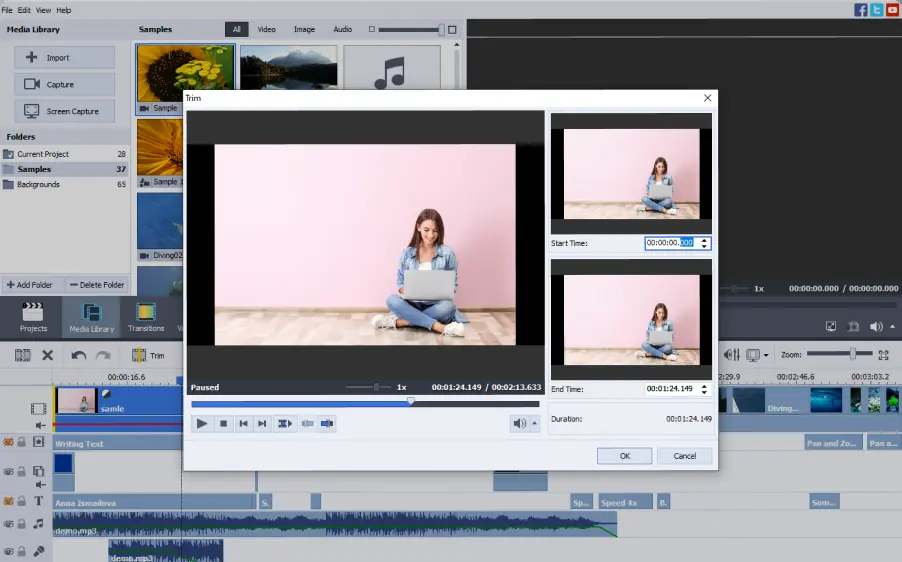 File Edit View Help
Media Library
Samples
All Video Image Audio
Import
Capture
Screen Capture
Folders
Current Project 28
Samples 37
Backgrounds 65
Add Folder
Delete Folder
Sample
Sample
Diving02
Trim
Start Time: 00:00:00.000
End Time: 00:01:24.149
Duration: 00:01:24.149
Paused 1x 00:01:24.149 / 00:02:13.633
OK Cancel
1x 00:00:00.000 / 00:00:00.000
Projects
Media Library
Transitions
Trim
Zoom:
00:00:16.6
:2:29.9 00:02:46.6 00:03:03.2
samle
Diving...
Writing Text
Pan and Zo...
Pan a...
T
Anna Ismailova
S.
Sp...
Speed 4x
B.
Sem...
demo.mp3
demo.mp3